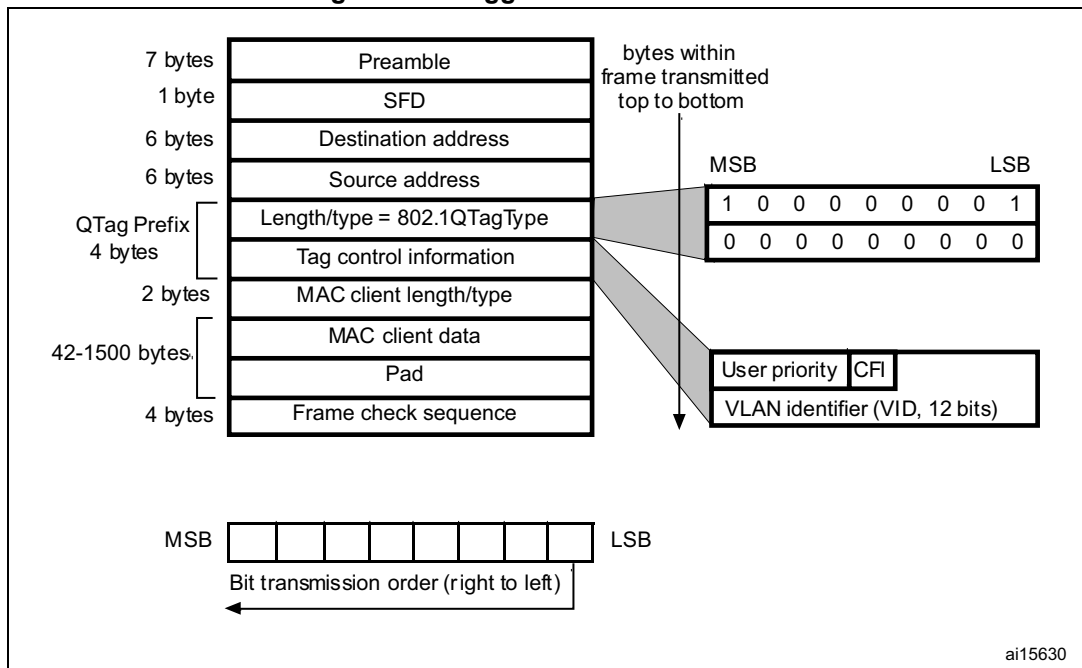 7 bytes
Preamble
1 byte
SFD
6 bytes
Destination address
6 bytes
Source address
QTag Prefix
4 bytes
Length/type = 802.1QTagType
Tag control information
2 bytes
MAC client length/type
42-1500 bytes
MAC client data
Pad
4 bytes
Frame check sequence
bytes within
frame transmitted
top to bottom
MSB LSB
1 0 0 0 0 0 0 0 0 1
0 0 0 0 0 0 0 0 0 0
User priority CFI
VLAN identifier (VID, 12 bits)
MSB LSB
Bit transmission order (right to left)
ai15630